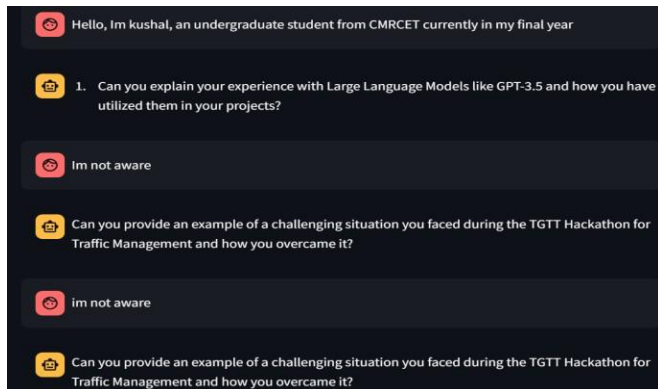 Hello, Im kushal, an undergraduate student from CMRCET currently in my final year
1. Can you explain your experience with Large Language Models like GPT-3.5 and how you have
utilized them in your projects?
Im not aware
Can you provide an example of a challenging situation you faced during the TGTT Hackathon for
Traffic Management and how you overcame it?
im not aware
Can you provide an example of a challenging situation you faced during the TGTT Hackathon for
Traffic Management and how you overcame it?